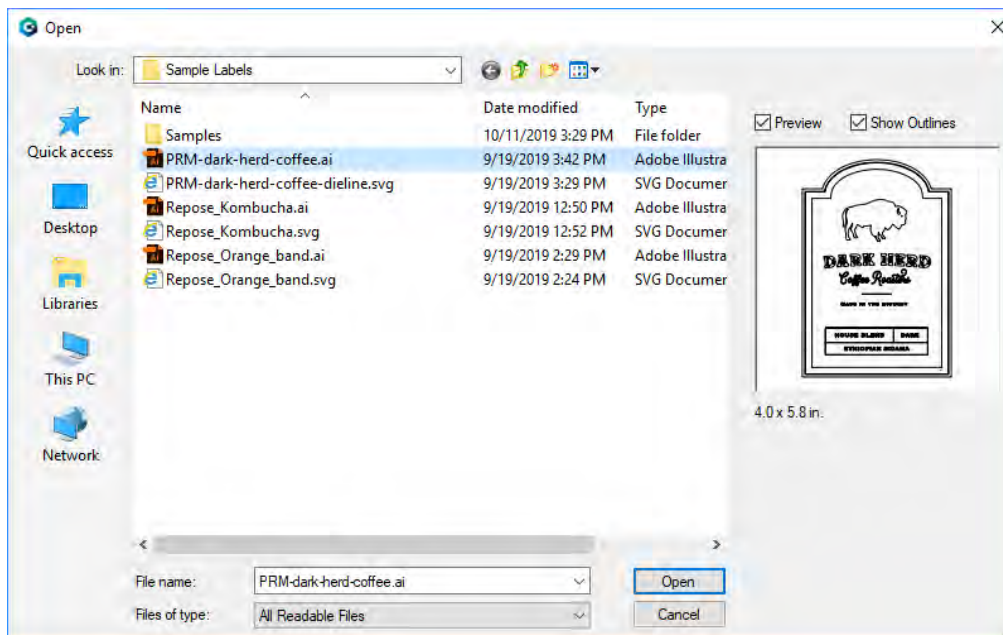 Open
Look in: Sample Labels
Name Date modified Type
Samples 10/11/2019 3:29 PM File folder
PRM-dark-herd-coffee.ai 9/19/2019 3:42 PM Adobe Illustra
PRM-dark-herd-coffee-dieline.svg 9/19/2019 3:29 PM SVG Documer
Repose_Kombucha.ai 9/19/2019 12:50 PM Adobe Illustra
Repose_Kombucha.svg 9/19/2019 12:52 PM SVG Documer
Repose_Orange_band.ai 9/19/2019 2:29 PM Adobe Illustra
Repose_Orange_band.svg 9/19/2019 2:24 PM SVG Documer
Quick access
Desktop
Libraries
This PC
Network
Preview Show Outlines
DARK HERD
Coffee Roasters
MADE IN THE
HOUSE BLEND DARK
ETHIOPIAN
4.0 x 5.8 in.
File name: PRM-dark-herd-coffee.ai Open
Files of type: All Readable Files Cancel